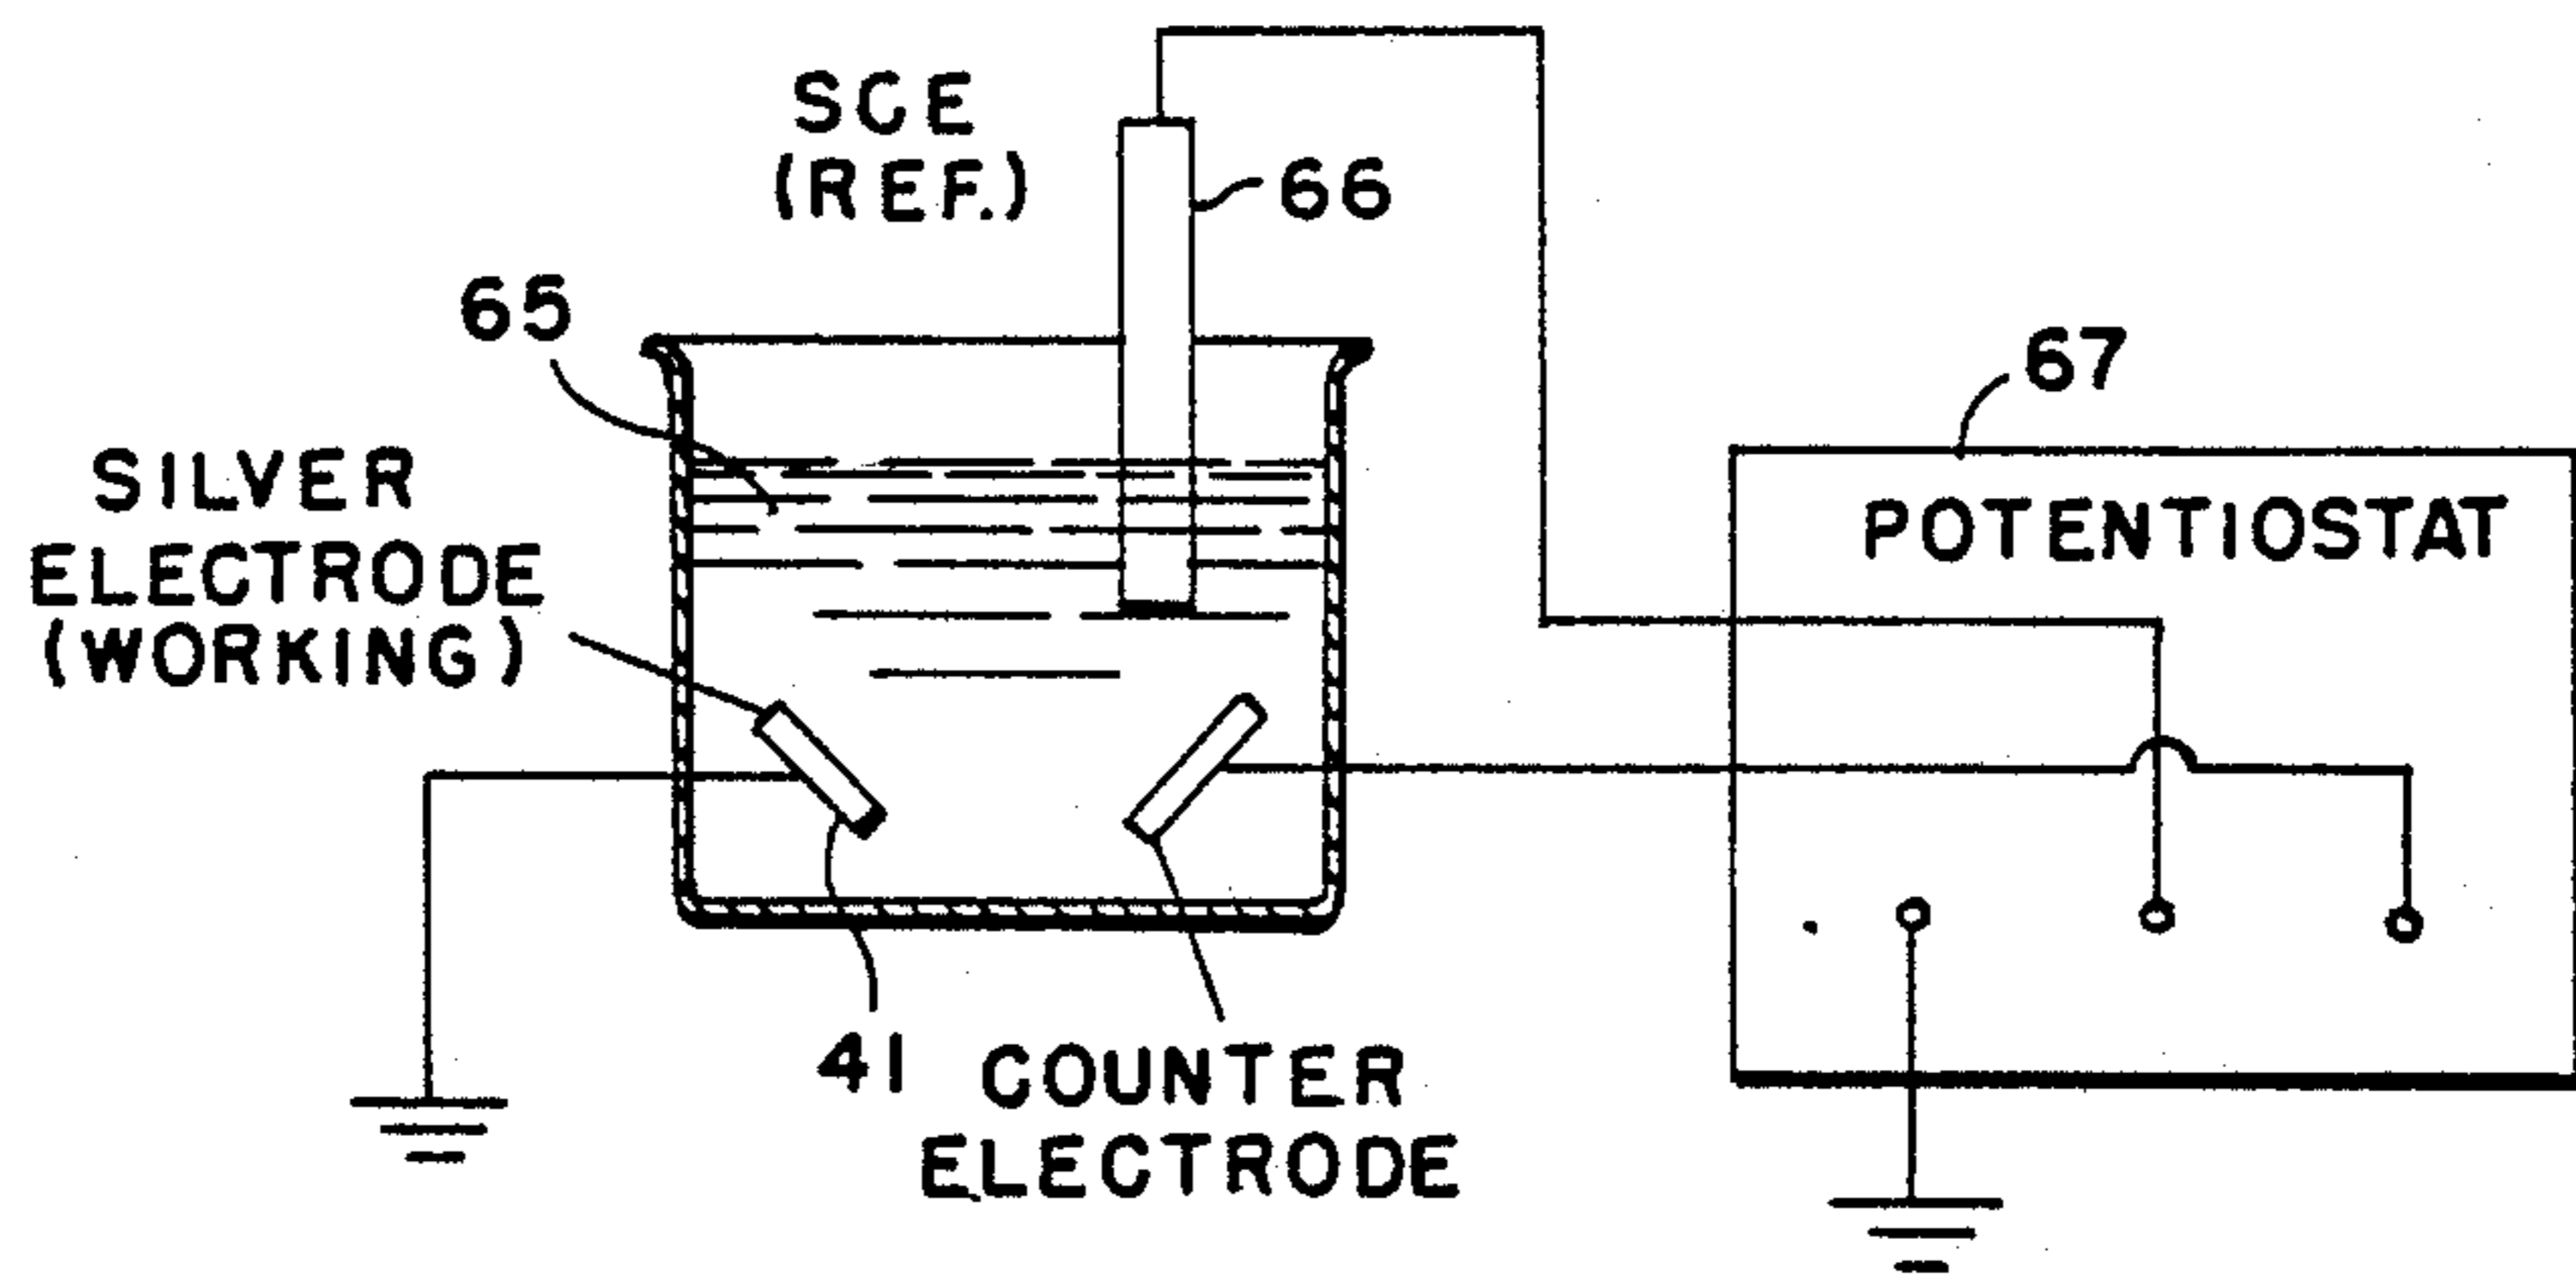 SCE
(REF.)
66
65
67
SILVER
ELECTRODE
(WORKING)
POTENTIOSTAT
41
COUNTER
ELECTRODE